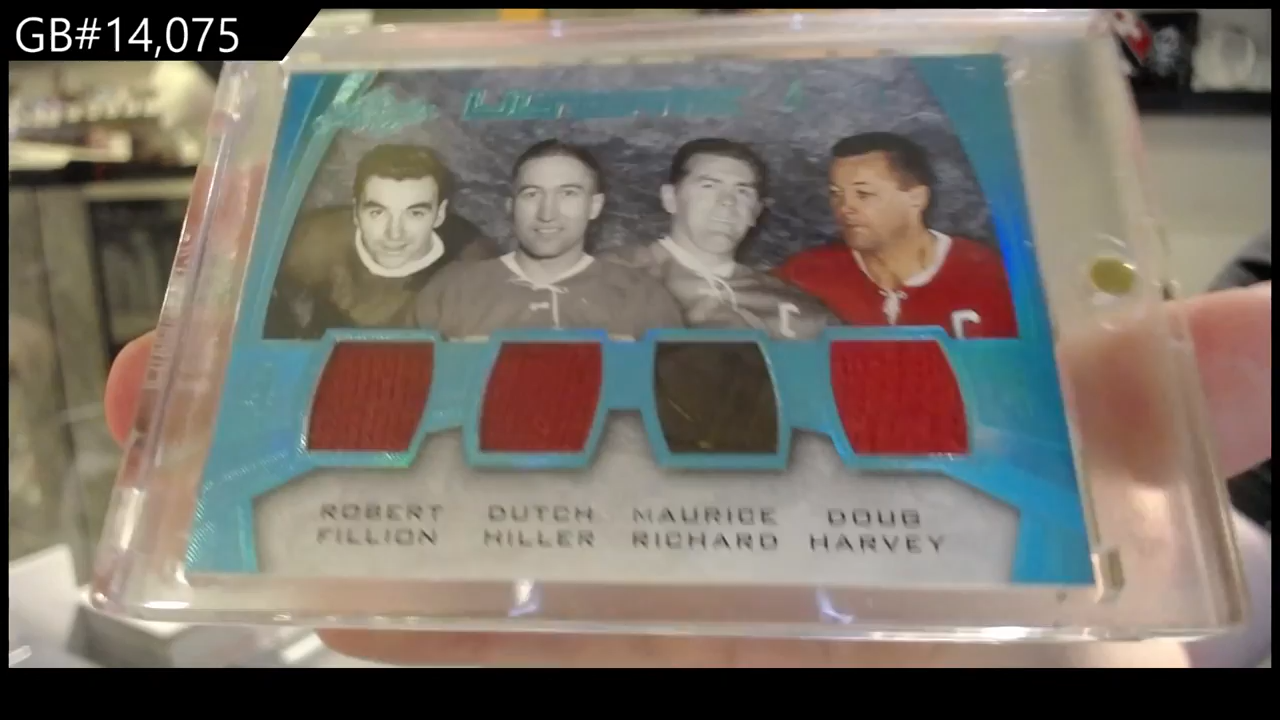 GB#14,075
ROBERT DUTCH MAURICE DOUG
FILLION HILLER RICHARD HARVEY